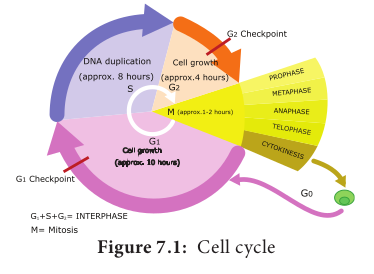 G₂ Checkpoint
DNA duplication
(approx. 8 hours)
S
Cell growth
(approx.4 hours)
G₂
PROPHASE
METAPHASE
ANAPHASE
TELOPHASE
CYTOKINESIS
M (approx.1-2 hours)
G₁
Cell growth
(approx. 10 hours)
G₁ Checkpoint
G₀
G₁+S+G₂= INTERPHASE
M= Mitosis
Figure 7.1: Cell cycle